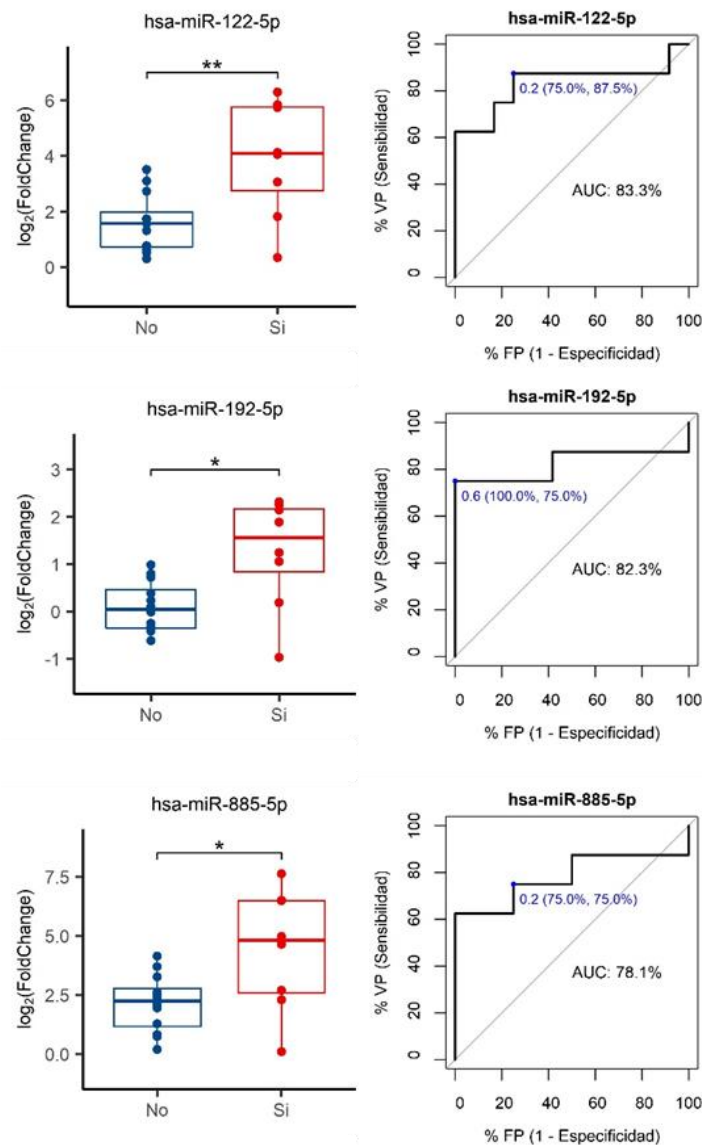 hsa-miR-122-5p
**
log₂(FoldChange)
6
4
2
0
No
Si
hsa-miR-122-5p
% VP (Sensibilidad)
100
80
60
40
20
0
0.2 (75.0%, 87.5%)
AUC: 83.3%
0 20 40 60 80 100
% FP (1 - Especificidad)
hsa-miR-192-5p
*
log₂(FoldChange)
3
2
1
0
-1
No
Si
hsa-miR-192-5p
% VP (Sensibilidad)
100
80
60
40
20
0
0.6 (100.0%, 75.0%)
AUC: 82.3%
0 20 40 60 80 100
% FP (1 - Especificidad)
hsa-miR-885-5p
*
log₂(FoldChange)
7.5
5.0
2.5
0.0
No
Si
hsa-miR-885-5p
% VP (Sensibilidad)
100
80
60
40
20
0
0.2 (75.0%, 75.0%)
AUC: 78.1%
0 20 40 60 80 100
% FP (1 - Especificidad)